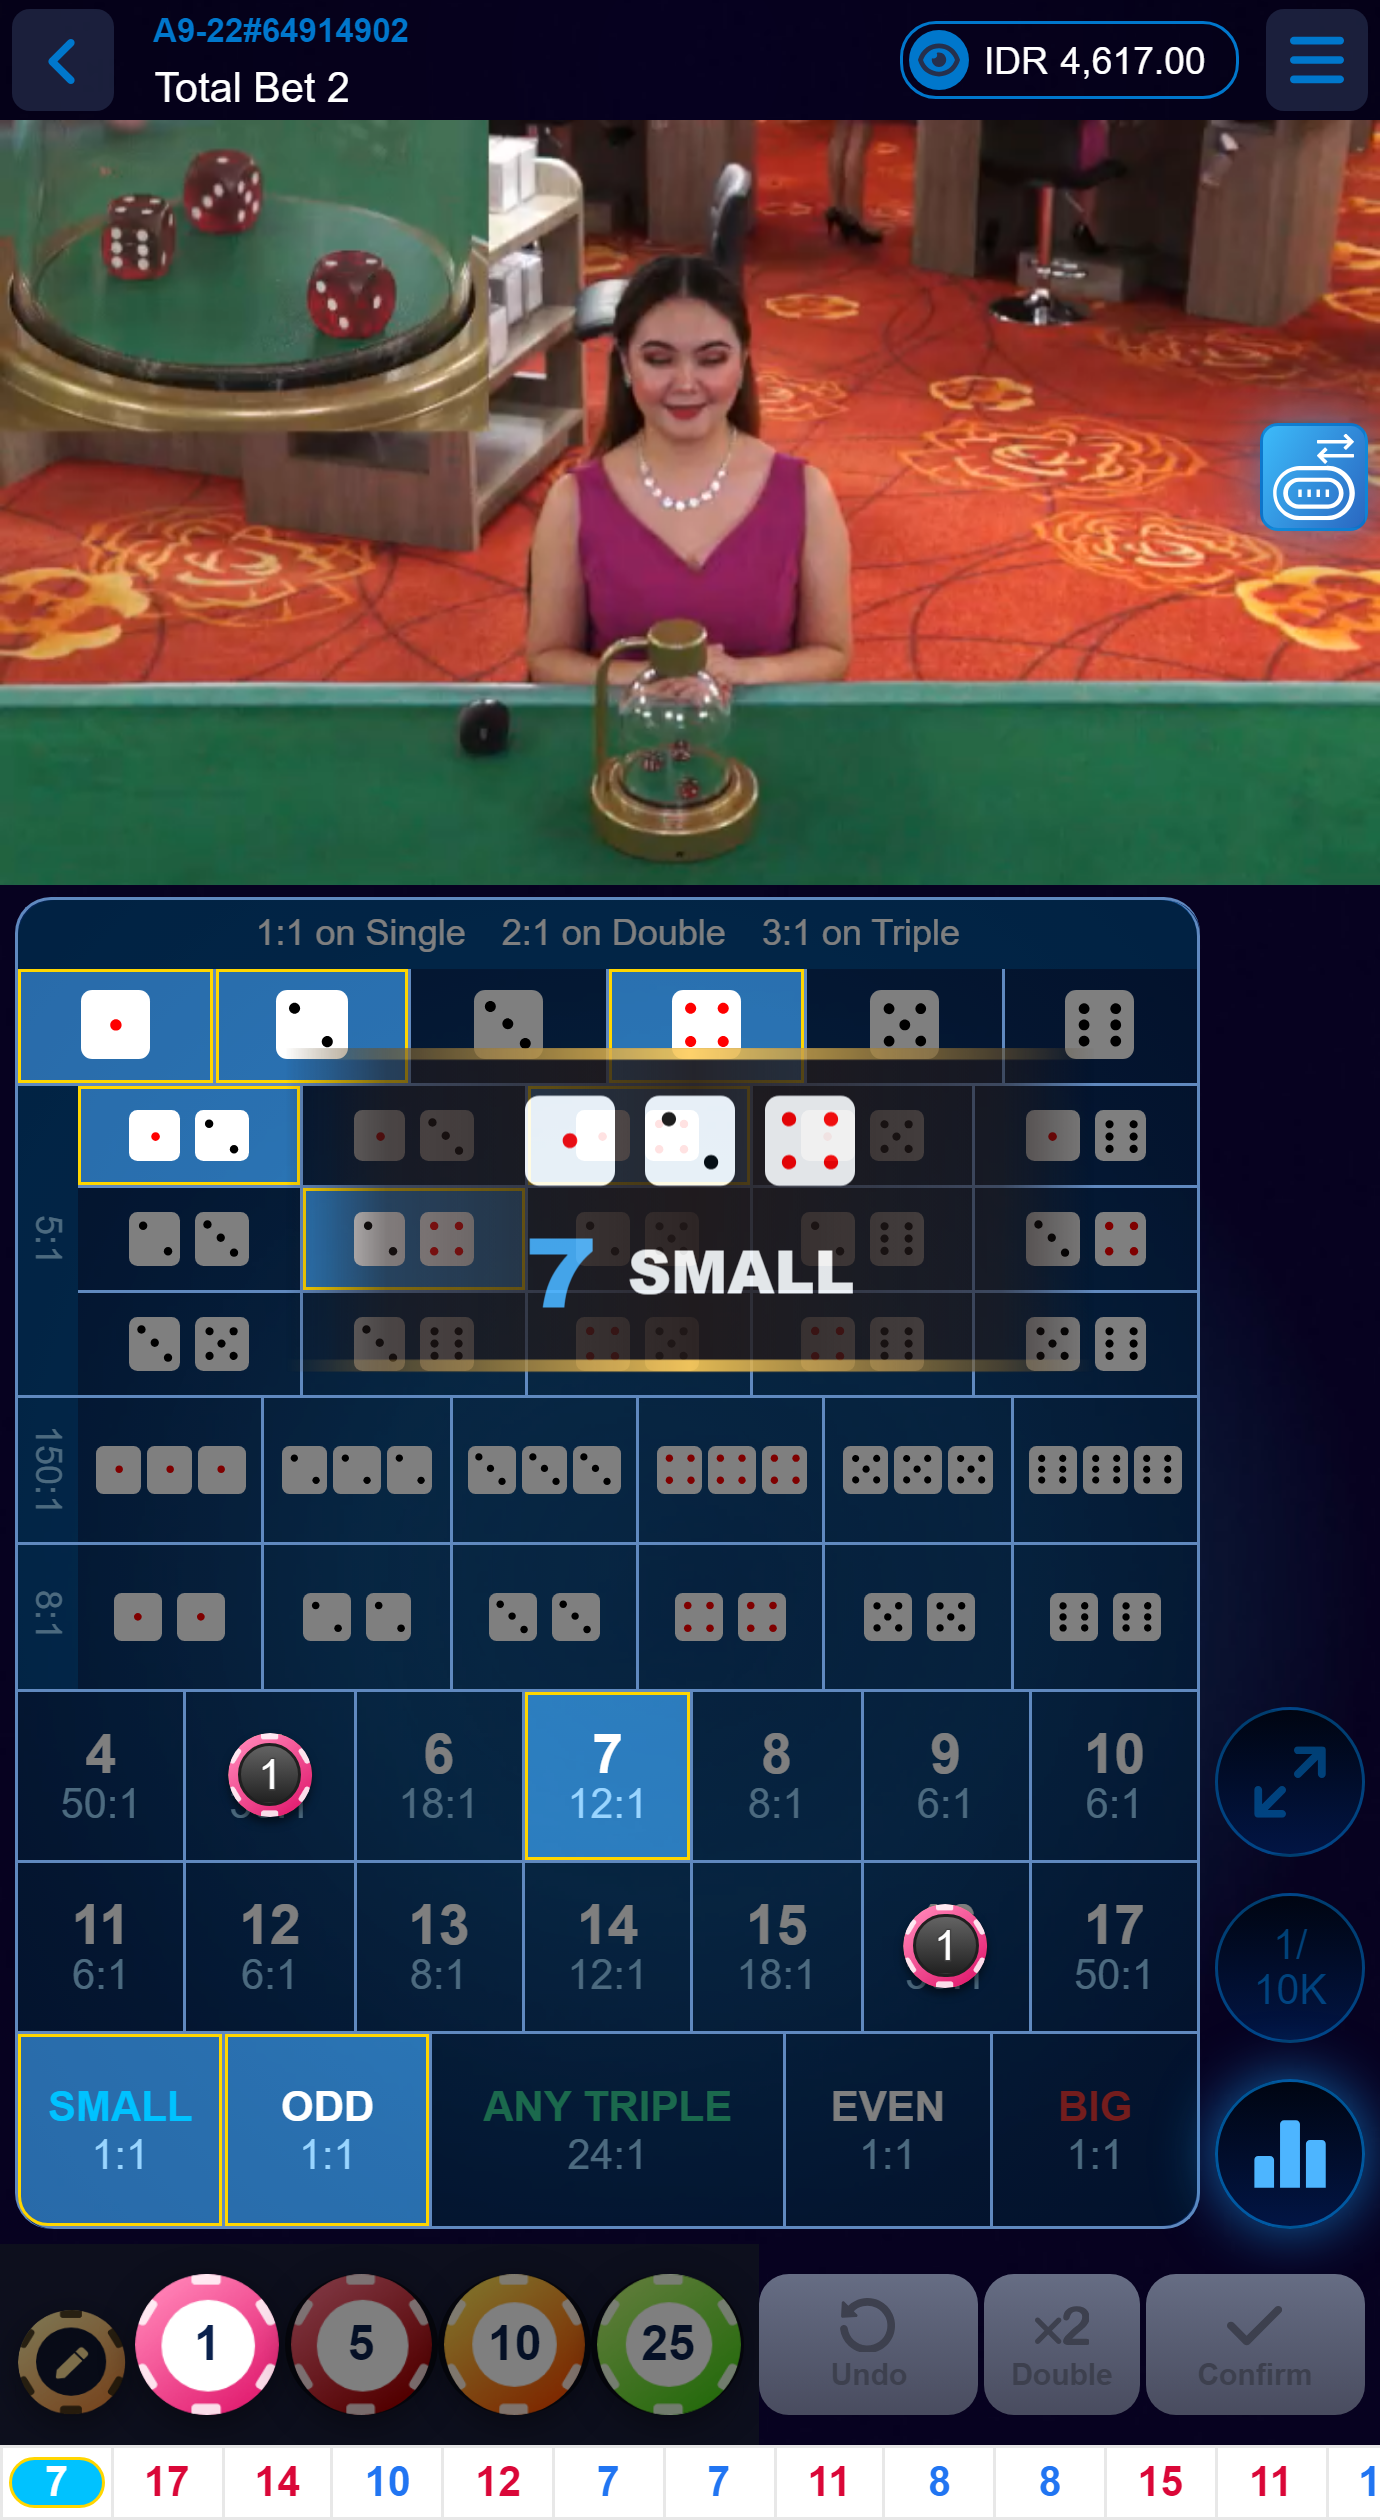 A9-22#64914902
Total Bet 2
IDR 4,617.00
1:1 on Single 2:1 on Double 3:1 on Triple
7 SMALL
5:1
150:1
8:1
4 1 6 7 8 9 10
50:1 18:1 12:1 8:1 6:1 6:1
11 12 13 14 15 1 17
6:1 6:1 8:1 12:1 18:1 50:1
1/
10K
SMALL ODD ANY TRIPLE EVEN BIG
1:1 1:1 24:1 1:1 1:1
1 5 10 25
x2
Undo Double Confirm
7 17 14 10 12 7 7 11 8 8 15 11